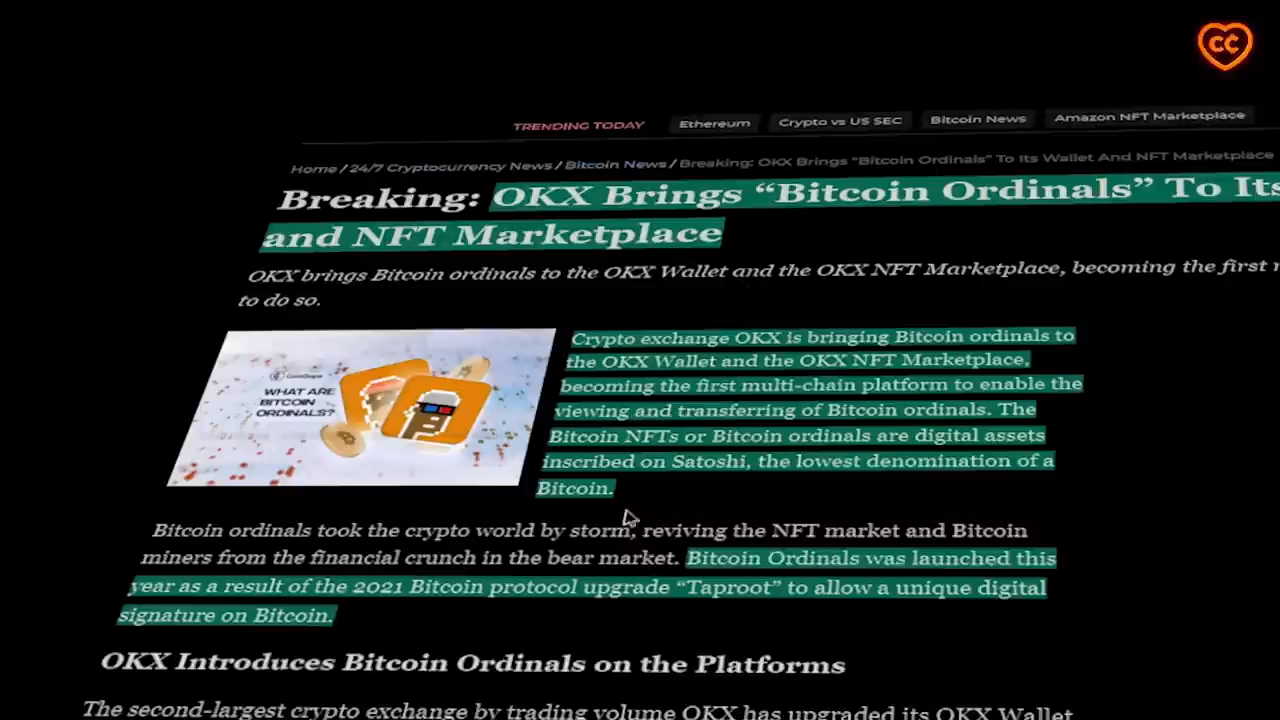 CC
TRENDING TODAY Ethereum Crypto vs US SEC Bitcoin News Amazon NFT Marketplace
Home / 24/7 Cryptocurrency News / Bitcoin News / Breaking: OKX Brings "Bitcoin Ordinals" To Its Wallet And NFT Marketplace
Breaking: OKX Brings “Bitcoin Ordinals” To Its
and NFT Marketplace
OKX brings Bitcoin ordinals to the OKX Wallet and the OKX NFT Marketplace, becoming the first
to do so.
WHAT ARE
BITCOIN
ORDINALS?
Crypto exchange OKX is bringing Bitcoin ordinals to
the OKX Wallet and the OKX NFT Marketplace,
becoming the first multi-chain platform to enable the
viewing and transferring of Bitcoin ordinals. The
Bitcoin NFTs or Bitcoin ordinals are digital assets
inscribed on Satoshi, the lowest denomination of a
Bitcoin.
Bitcoin ordinals took the crypto world by storm, reviving the NFT market and Bitcoin
miners from the financial crunch in the bear market. Bitcoin Ordinals was launched this
year as a result of the 2021 Bitcoin protocol upgrade “Taproot” to allow a unique digital
signature on Bitcoin.
OKX Introduces Bitcoin Ordinals on the Platforms
The second-largest crypto exchange by trading volume OKX has upgraded its OKX Wallet